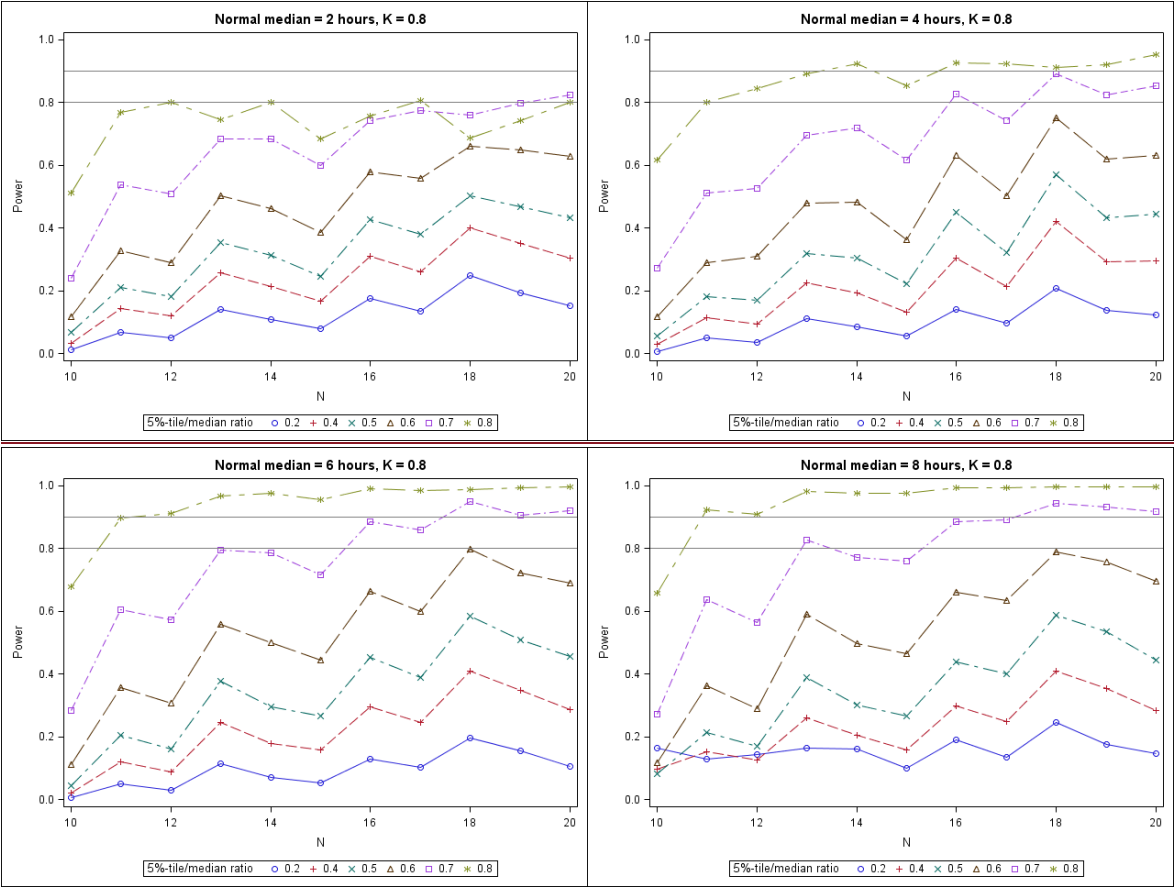 Normal median = 2 hours, K = 0.8
1.0
0.8
0.6
0.4
0.2
0.0
Power
10 12 14 16 18 20
N
5%-tile/median ratio 0.2 0.4 0.5 0.6 0.7 0.8
Normal median = 4 hours, K = 0.8
1.0
0.8
0.6
0.4
0.2
0.0
Power
10 12 14 16 18 20
N
5%-tile/median ratio 0.2 0.4 0.5 0.6 0.7 0.8
Normal median = 6 hours, K = 0.8
1.0
0.8
0.6
0.4
0.2
0.0
Power
10 12 14 16 18 20
N
5%-tile/median ratio 0.2 0.4 0.5 0.6 0.7 0.8
Normal median = 8 hours, K = 0.8
1.0
0.8
0.6
0.4
0.2
0.0
Power
10 12 14 16 18 20
N
5%-tile/median ratio 0.2 0.4 0.5 0.6 0.7 0.8